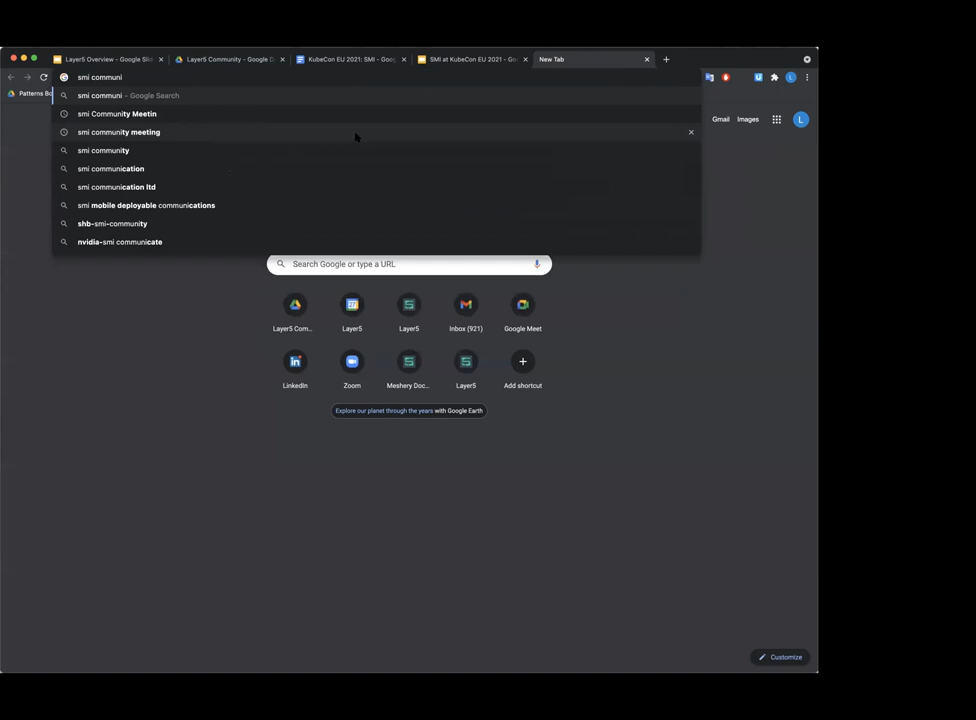 Layer5 Overview - Google Slid
Layer5 Community - Google D
KubeCon EU 2021: SMI - Goog
SMI at KubeCon EU 2021 - Goo
New Tab
smi communi
Patterns Bo
smi communi - Google Search
smi Community Meetin
smi community meeting
smi community
smi communication
smi communication ltd
smi mobile deployable communications
shb-smi-community
nvidia-smi communicate
Gmail
Images
L
Search Google or type a URL
Layer5 Com...
Layer5
Layer5
Inbox (921)
Google Meet
LinkedIn
Zoom
Meshery Doc...
Layer5
Add shortcut
Explore our planet through the years with Google Earth
Customize